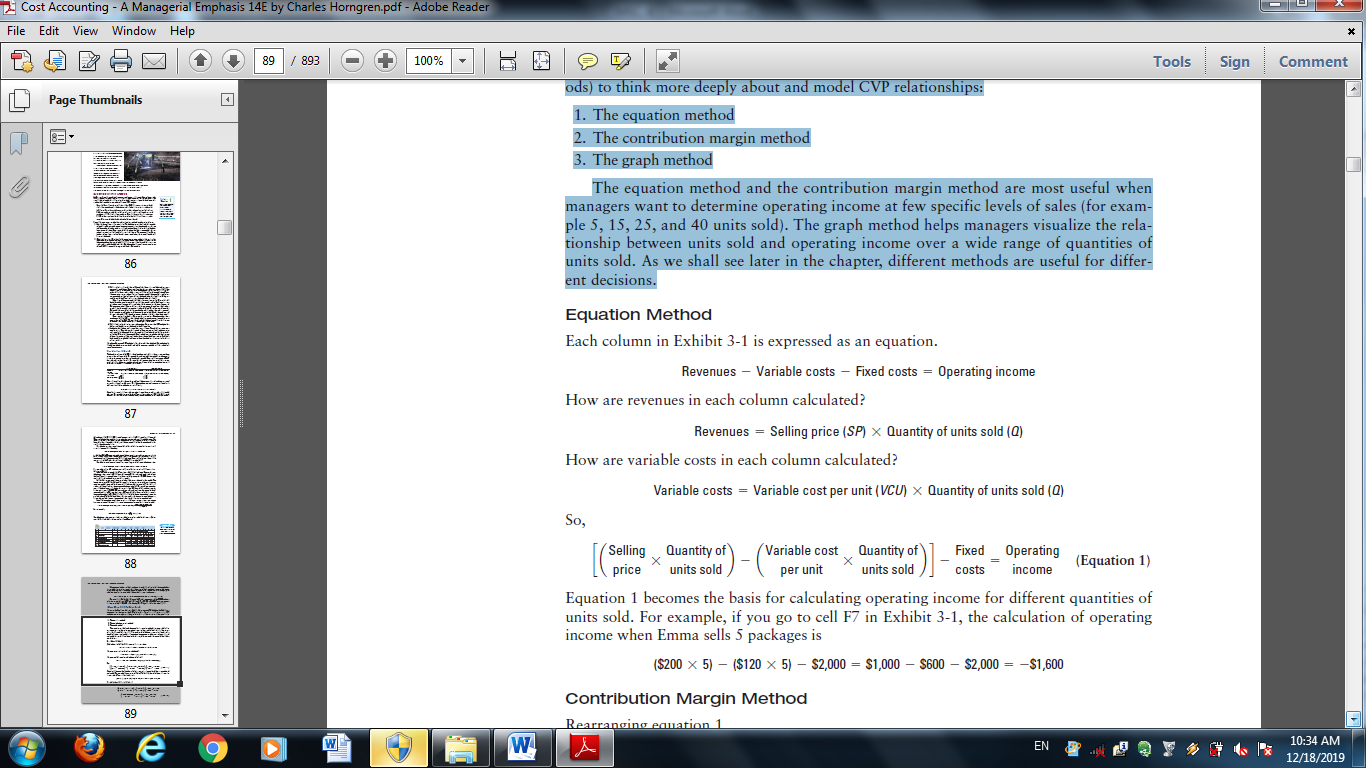 Cost Accounting - A Managerial Emphasis 14E by Charles Horngren.pdf - Adobe Reader
File Edit View Window Help
89 / 893 100% Tools Sign Comment
Page Thumbnails
86
87
88
89
ods) to think more deeply about and model CVP relationships:
1. The equation method
2. The contribution margin method
3. The graph method
The equation method and the contribution margin method are most useful when
managers want to determine operating income at few specific levels of sales (for exam-
ple 5, 15, 25, and 40 units sold). The graph method helps managers visualize the rela-
tionship between units sold and operating income over a wide range of quantities of
units sold. As we shall see later in the chapter, different methods are useful for differ-
ent decisions.
Equation Method
Each column in Exhibit 3-1 is expressed as an equation.
Revenues − Variable costs − Fixed costs = Operating income
How are revenues in each column calculated?
Revenues = Selling price (SP) × Quantity of units sold (Q)
How are variable costs in each column calculated?
Variable costs = Variable cost per unit (VCU) × Quantity of units sold (Q)
So,
[(Selling price × Quantity of units sold) − (Variable cost per unit × Quantity of units sold)] − Fixed costs = Operating income (Equation 1)
Equation 1 becomes the basis for calculating operating income for different quantities of
units sold. For example, if you go to cell F7 in Exhibit 3-1, the calculation of operating
income when Emma sells 5 packages is
($200 × 5) − ($120 × 5) − $2,000 = $1,000 − $600 − $2,000 = −$1,600
Contribution Margin Method
Rearranging equation 1
EN
10:34 AM
12/18/2019